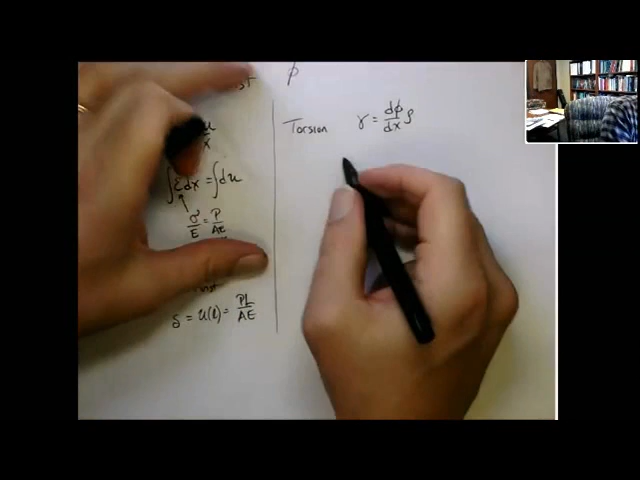 φ
Torsion γ = dφ/dx ρ
∫εdx = ∫du
σ/E = P/AE
δ = u(l) = PL/AE